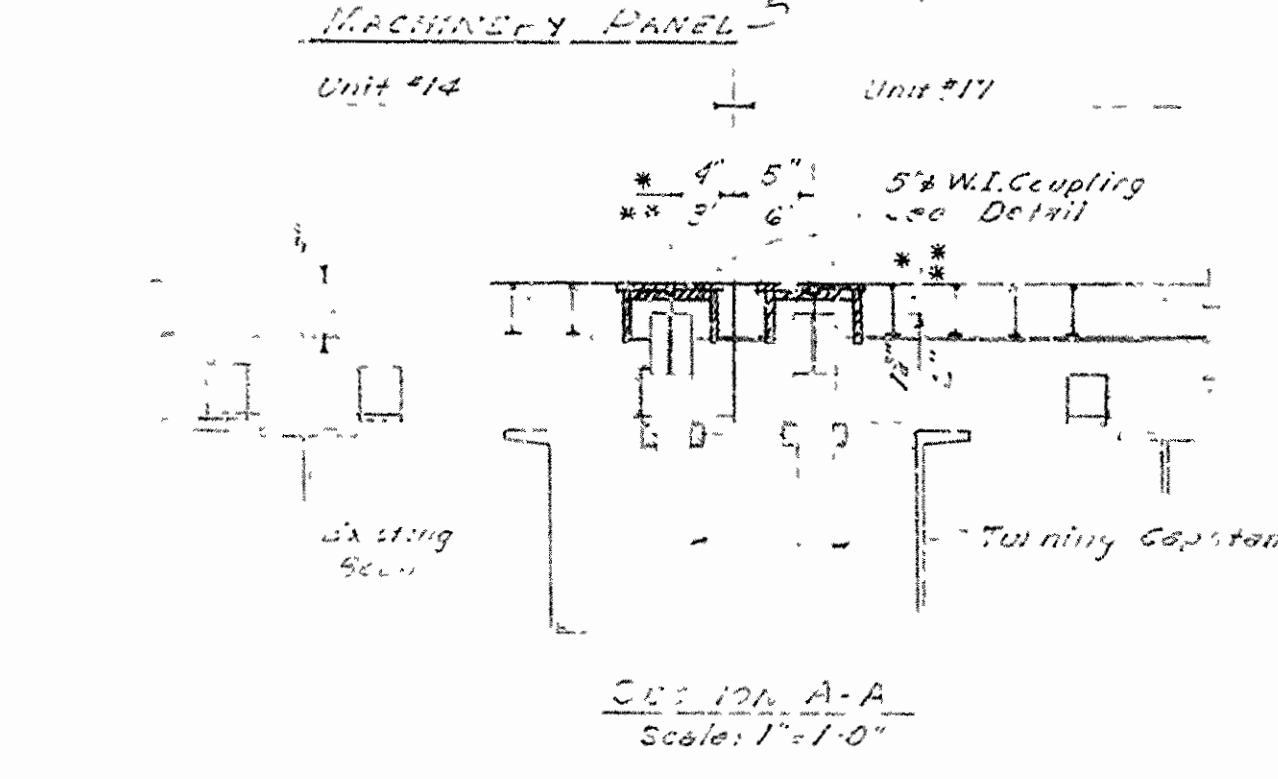 MACHINERY PANEL
Unit #14
Unit #17
* 4" 5"
** 3" 6"
5"ø W.I. Coupling
See Detail
* **
Existing
Turning Capstan
SECTION A-A
Scale: 1"=1'-0"